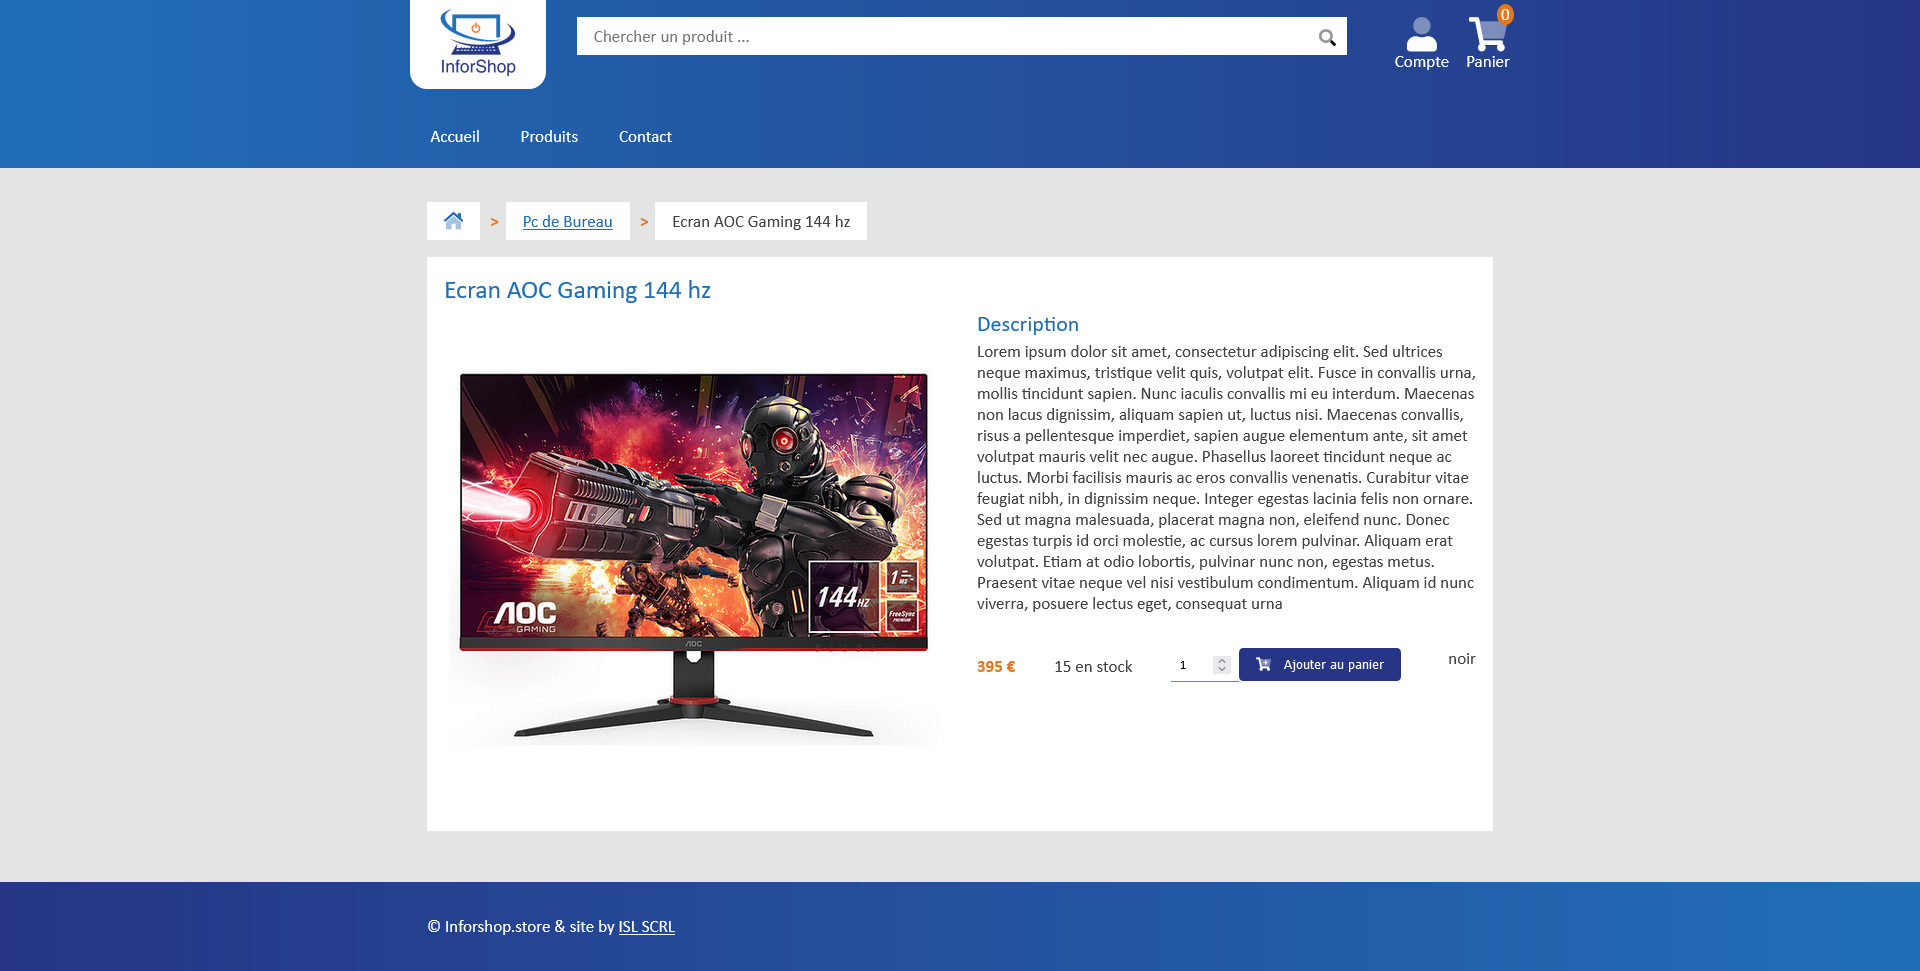 InforShop
Chercher un produit ...
Compte
0
Panier
Accueil
Produits
Contact
>
Pc de Bureau
>
Ecran AOC Gaming 144 hz
Ecran AOC Gaming 144 hz
Description
Lorem ipsum dolor sit amet, consectetur adipiscing elit. Sed ultrices
neque maximus, tristique velit quis, volutpat elit. Fusce in convallis urna,
mollis tincidunt sapien. Nunc iaculis convallis mi eu interdum. Maecenas
non lacus dignissim, aliquam sapien ut, luctus nisi. Maecenas convallis,
risus a pellentesque imperdiet, sapien augue elementum ante, sit amet
volutpat mauris velit nec augue. Phasellus laoreet tincidunt neque ac
luctus. Morbi facilisis mauris ac eros convallis venenatis. Curabitur vitae
feugiat nibh, in dignissim neque. Integer egestas lacinia felis non ornare.
Sed ut magna malesuada, placerat magna non, eleifend nunc. Donec
egestas turpis id orci molestie, ac cursus lorem pulvinar. Aliquam erat
volutpat. Etiam at odio lobortis, pulvinar nunc non, egestas metus.
Praesent vitae neque vel nisi vestibulum condimentum. Aliquam id nunc
viverra, posuere lectus eget, consequat urna
AOC
GAMING
144HZ
1 MS
FreeSync
PREMIUM
AOC
395 €
15 en stock
1
Ajouter au panier
noir
© Inforshop.store & site by ISL SCRL